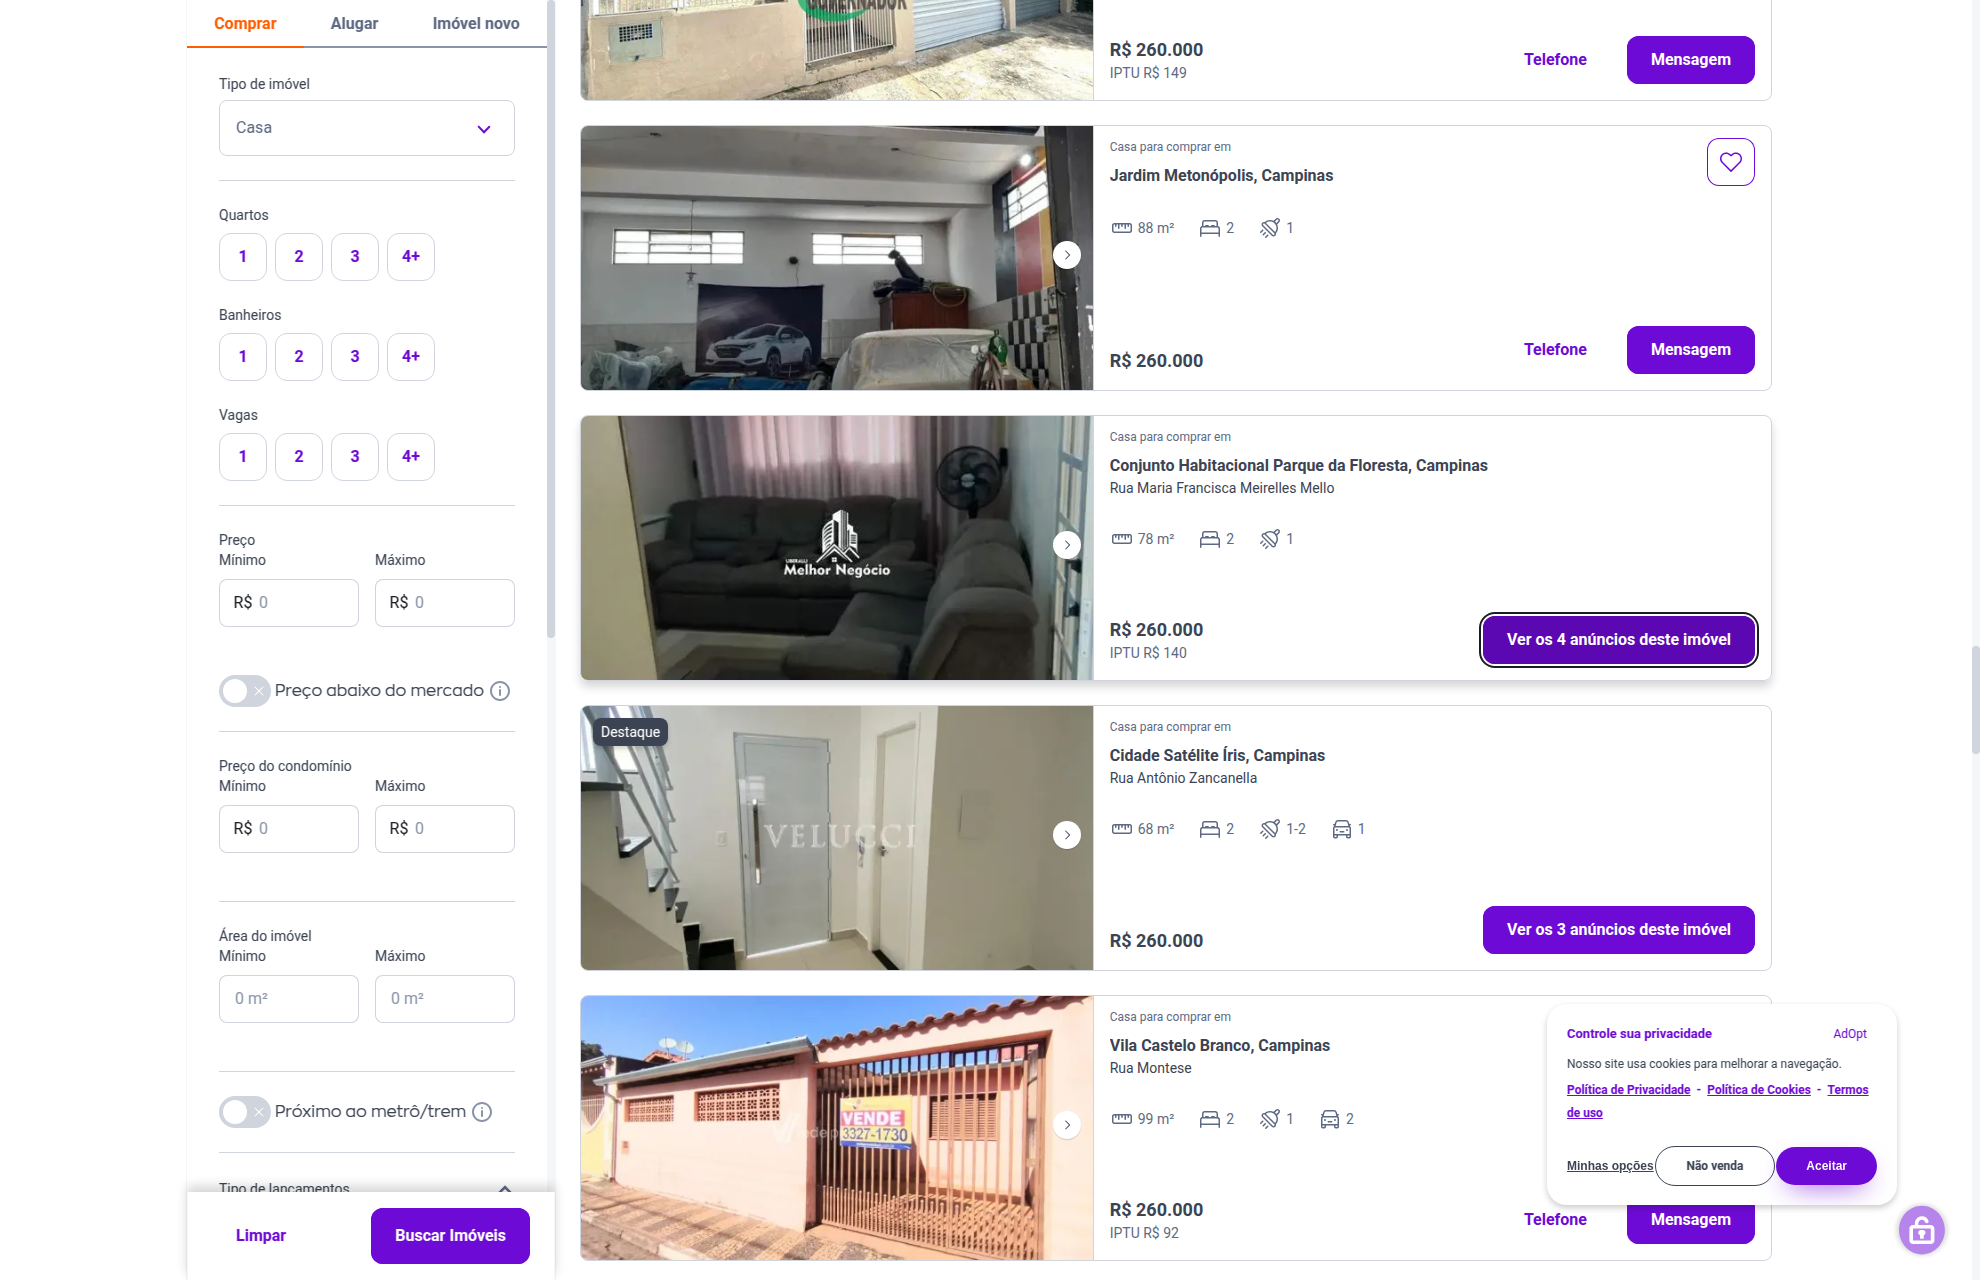 Comprar
Alugar
Imóvel novo
Tipo de imóvel
Casa
Quartos
1
2
3
4+
Banheiros
1
2
3
4+
Vagas
1
2
3
4+
Preço
Mínimo
Máximo
R$ 0
R$ 0
Preço abaixo do mercado
Preço do condomínio
Mínimo
Máximo
R$ 0
R$ 0
Área do imóvel
Mínimo
Máximo
0 m²
0 m²
Próximo ao metrô/trem
Tipo de lançamentos
Limpar
Buscar Imóveis
GOVERNADOR
R$ 260.000
IPTU R$ 149
Telefone
Mensagem
Casa para comprar em
Jardim Metonópolis, Campinas
88 m²
2
1
R$ 260.000
Telefone
Mensagem
Melhor Negócio
Casa para comprar em
Conjunto Habitacional Parque da Floresta, Campinas
Rua Maria Francisca Meirelles Mello
78 m²
2
1
R$ 260.000
IPTU R$ 140
Ver os 4 anúncios deste imóvel
Destaque
VELUCCI
Casa para comprar em
Cidade Satélite Íris, Campinas
Rua Antônio Zancanella
68 m²
2
1-2
1
R$ 260.000
Ver os 3 anúncios deste imóvel
VENDE
3327-1730
Casa para comprar em
Vila Castelo Branco, Campinas
Rua Montese
99 m²
2
1
2
R$ 260.000
IPTU R$ 92
Telefone
Mensagem
Controle sua privacidade
AdOpt
Nosso site usa cookies para melhorar a navegação.
Política de Privacidade - Política de Cookies - Termos
de uso
Minhas opções
Não venda
Aceitar